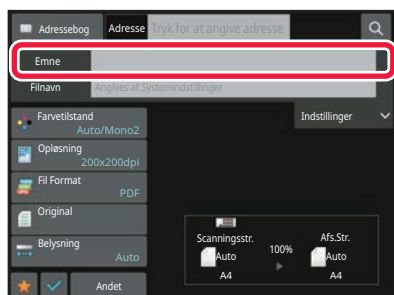 Adressebog Adresse Tryk for at angive adresse
Emne
Filnavn Angives af Systemindstillinger
Farvetilstand
Auto/Mono2
Indstillinger
Opløsning
200x200dpi
Fil Format
PDF
Original
Belysning
Auto
Andet
Scanningsstr. 100% Afs.Str.
Auto Auto
A4 A4